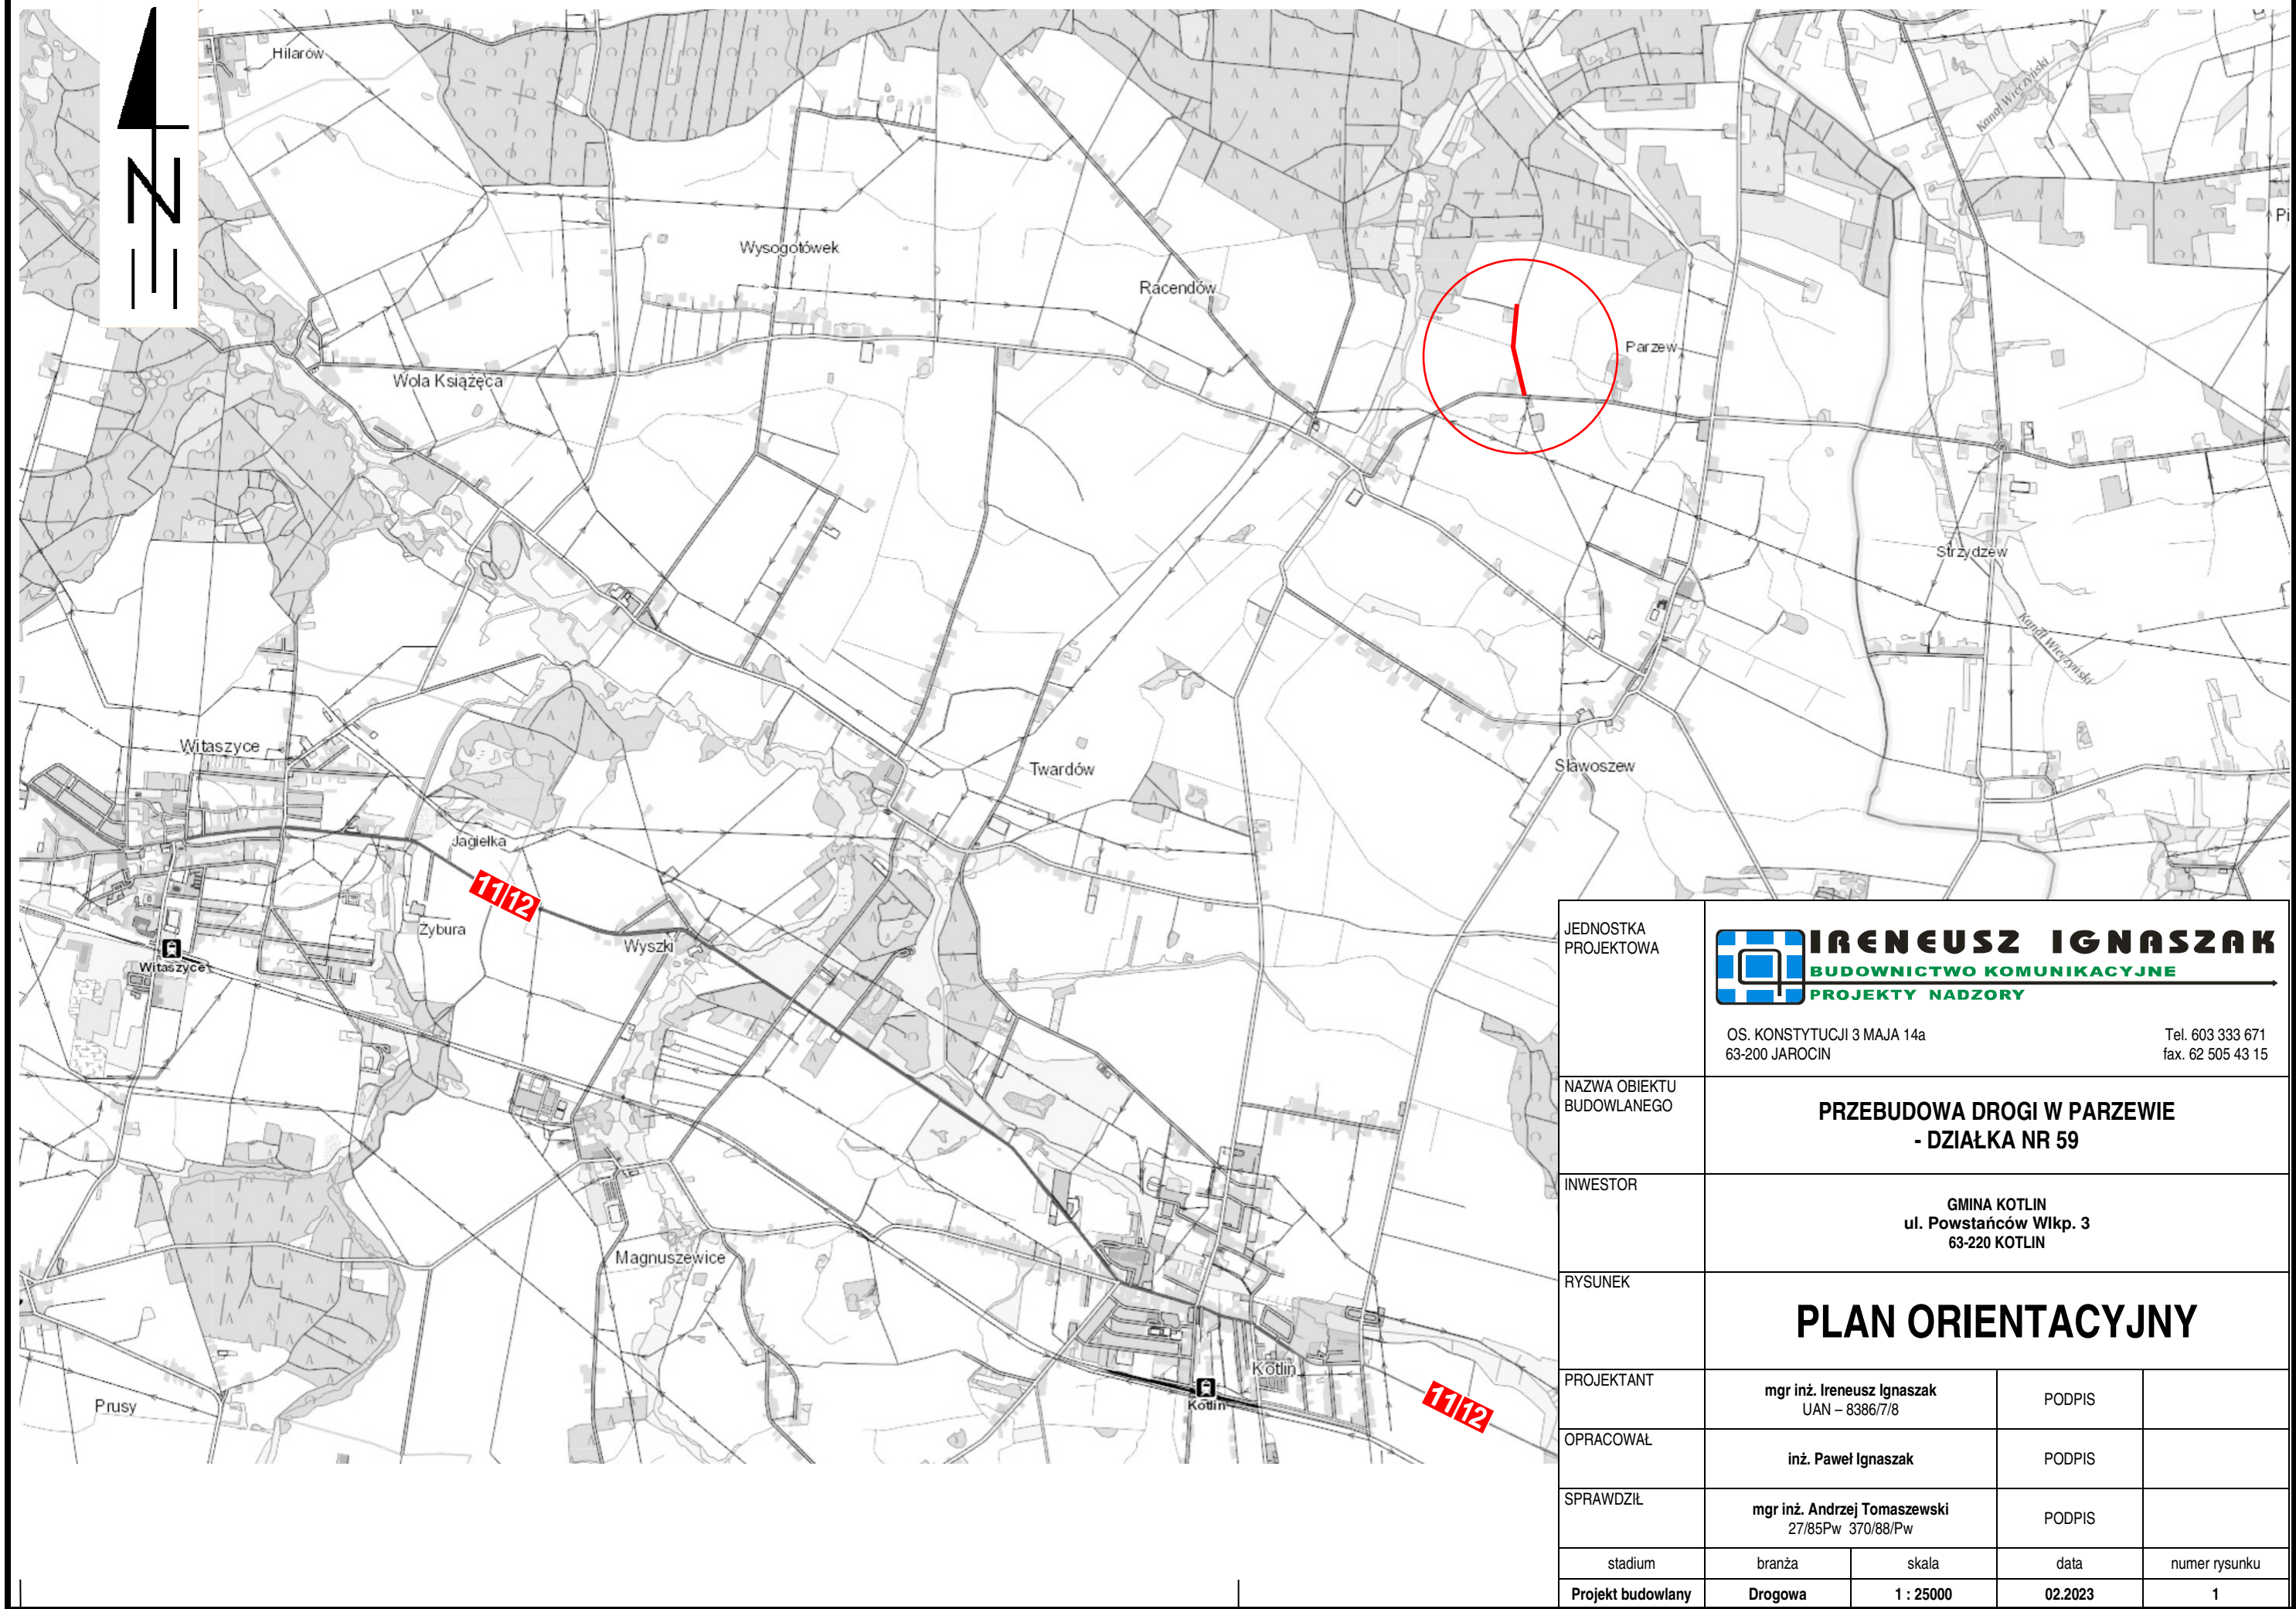 Hilarów
Kanał Wieczyński
N
Pi
Wysogotówek
Racendów
Parzew
Wola Książęca
Strzydzew
Kanał Wieczyński
Witaszyce
Twardów
Sławoszew
Jagiełka
11|12
Zybura
Wyszki
Witaszyce
Magnuszewice
Kotlin
Kotlin
11|12
Prusy
JEDNOSTKA
PROJEKTOWA
IRENEUSZ IGNASZAK
BUDOWNICTWO KOMUNIKACYJNE
PROJEKTY NADZORY
OS. KONSTYTUCJI 3 MAJA 14a
63-200 JAROCIN
Tel. 603 333 671
fax. 62 505 43 15
NAZWA OBIEKTU
BUDOWLANEGO
PRZEBUDOWA DROGI W PARZEWIE
- DZIAŁKA NR 59
INWESTOR
GMINA KOTLIN
ul. Powstańców Wlkp. 3
63-220 KOTLIN
RYSUNEK
PLAN ORIENTACYJNY
PROJEKTANT
mgr inż. Ireneusz Ignaszak
UAN – 8386/7/8
PODPIS
OPRACOWAŁ
inż. Paweł Ignaszak
PODPIS
SPRAWDZIŁ
mgr inż. Andrzej Tomaszewski
27/85Pw 370/88/Pw
PODPIS
stadium branża skala data numer rysunku
Projekt budowlany Drogowa 1 : 25000 02.2023 1